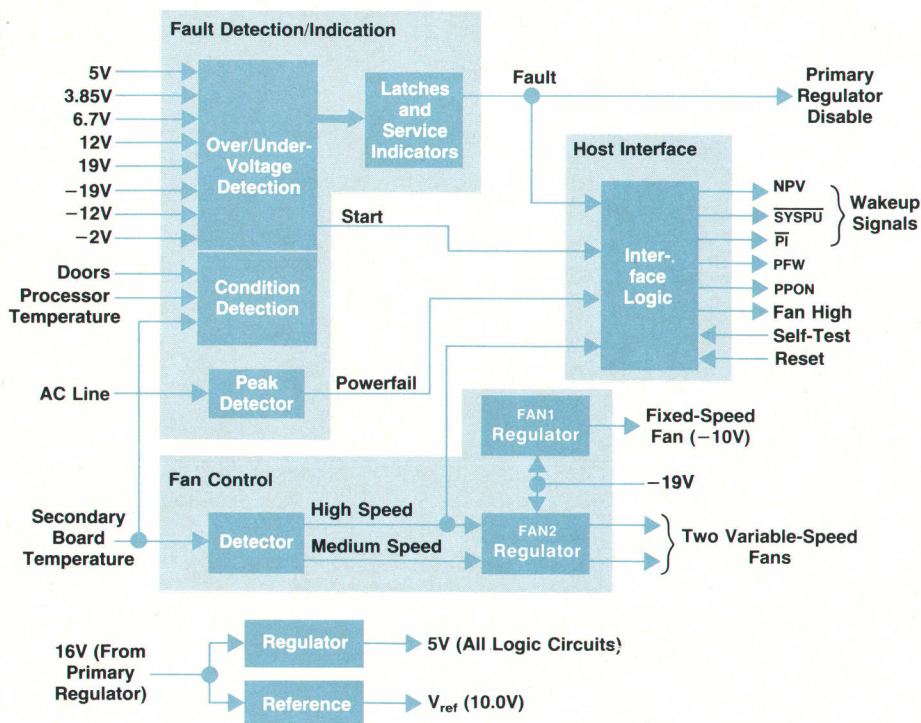 Fault Detection/Indication
5V
3.85V
6.7V
12V
19V
−19V
−12V
−2V
Doors
Processor
Temperature
Over/Under-
Voltage
Detection
Condition
Detection
Latches
and
Service
Indicators
Fault
Primary
Regulator
Disable
Host Interface
Start
Inter-
face
Logic
NPV
SYSPU
PI
Wakeup
Signals
PFW
PPON
Fan High
Self-Test
Reset
AC Line
Peak
Detector
Powerfail
FAN1
Regulator
Fixed-Speed
Fan (−10V)
−19V
Fan Control
Secondary
Board
Temperature
Detector
High Speed
Medium Speed
FAN2
Regulator
Two Variable-Speed
Fans
16V (From
Primary
Regulator)
Regulator
5V (All Logic Circuits)
Reference
Vref (10.0V)